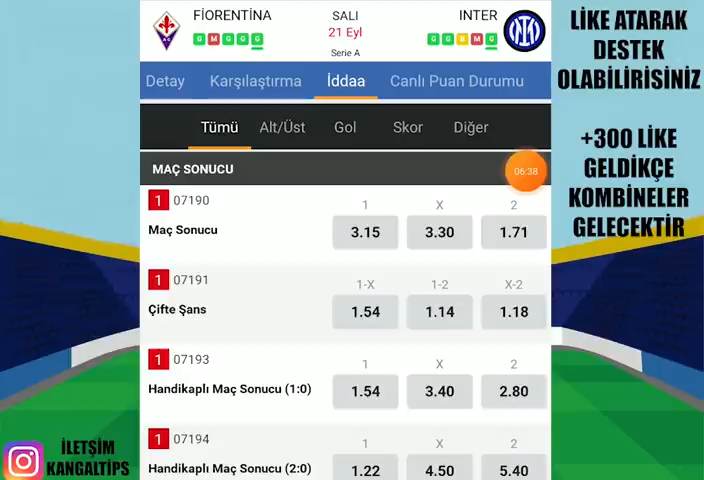 FİORENTİNA
G M G G G
SALI
21 Eyl
Serie A
INTER
G G B M G
Detay Karşılaştırma İddaa Canlı Puan Durumu
Tümü Alt/Üst Gol Skor Diğer
MAÇ SONUCU
06:38
1 07190
Maç Sonucu
1 X 2
3.15 3.30 1.71
1 07191
Çifte Şans
1-X 1-2 X-2
1.54 1.14 1.18
1 07193
Handikaplı Maç Sonucu (1:0)
1 X 2
1.54 3.40 2.80
1 07194
Handikaplı Maç Sonucu (2:0)
1 X 2
1.22 4.50 5.40
LİKE ATARAK
DESTEK
OLABİLİRİSİNİZ
+300 LİKE
GELDİKÇE
KOMBİNELER
GELECEKTİR
İLETŞİM
KANGALTİPS